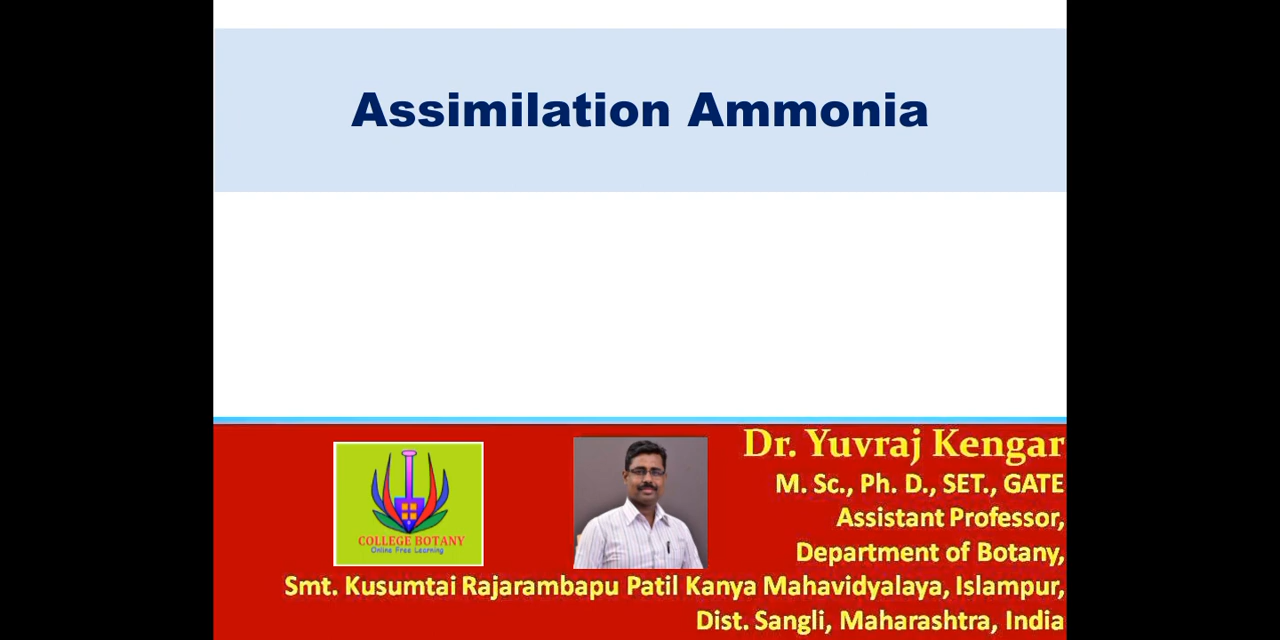 Assimilation Ammonia
Dr. Yuvraj Kengar
M. Sc., Ph. D., SET., GATE
Assistant Professor,
Department of Botany,
Smt. Kusumtai Rajarambapu Patil Kanya Mahavidyalaya, Islampur,
Dist. Sangli, Maharashtra, India
COLLEGE BOTANY
Online Free Learning